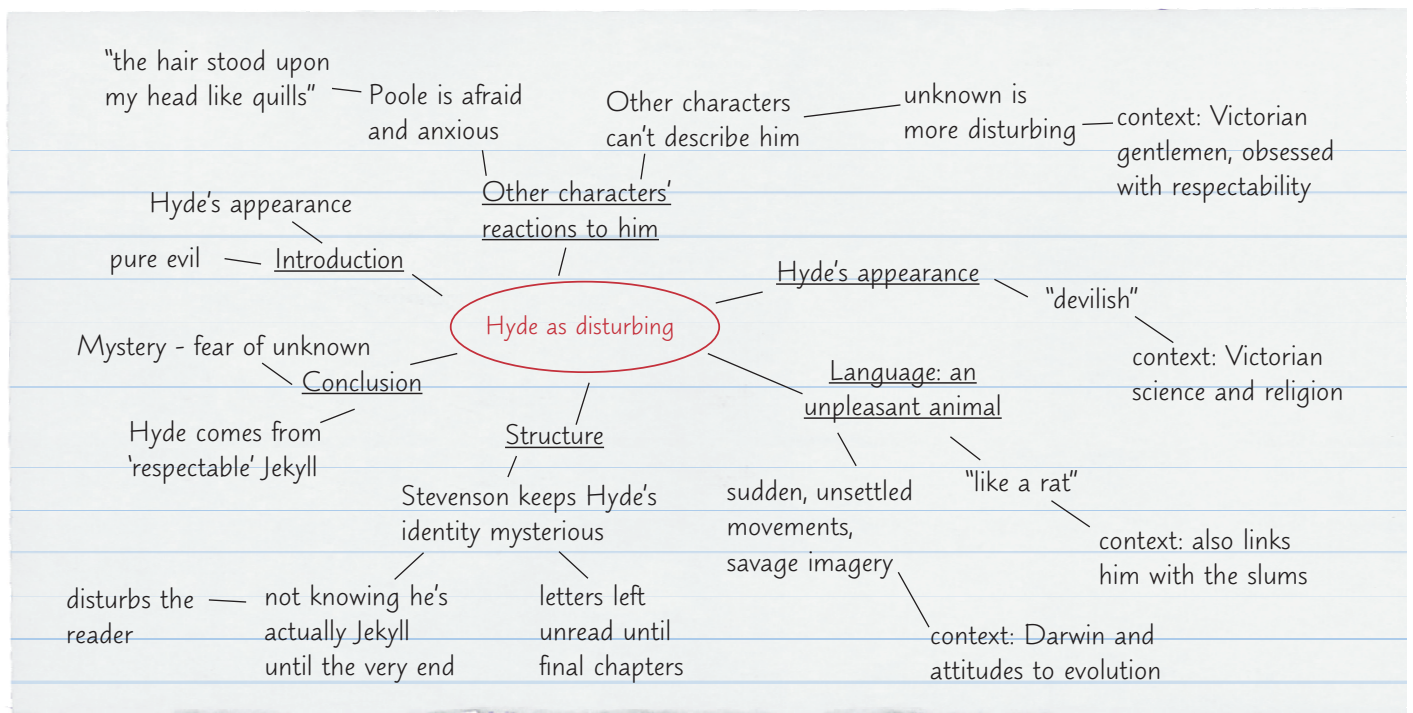 "the hair stood upon
my head like quills"
Poole is afraid
and anxious
Other characters
can't describe him
unknown is
more disturbing
context: Victorian
gentlemen, obsessed
with respectability
Other characters'
reactions to him
Hyde's appearance
pure evil
Introduction
Hyde as disturbing
Hyde's appearance
"devilish"
context: Victorian
science and religion
Mystery - fear of unknown
Conclusion
Hyde comes from
'respectable' Jekyll
Structure
Stevenson keeps Hyde's
identity mysterious
disturbs the
reader
not knowing he's
actually Jekyll
until the very end
letters left
unread until
final chapters
Language: an
unpleasant animal
sudden, unsettled
movements,
savage imagery
"like a rat"
context: also links
him with the slums
context: Darwin and
attitudes to evolution